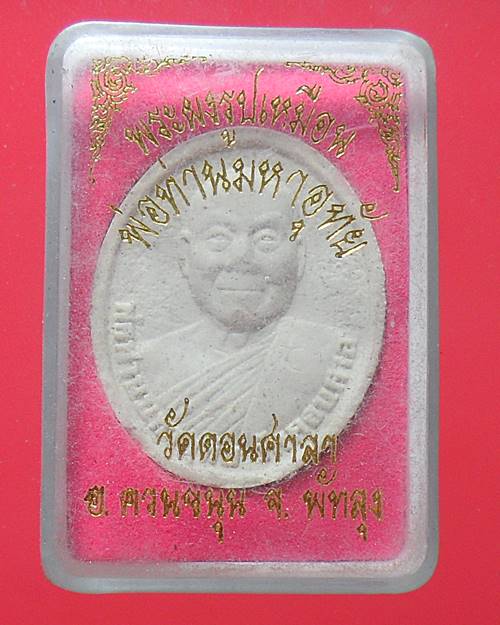 พระผงรูปเหมือน
พ่อท่านมหาอุทัย
วัดดอนศาลา
อ. ควนขนุน จ. พัทลุง